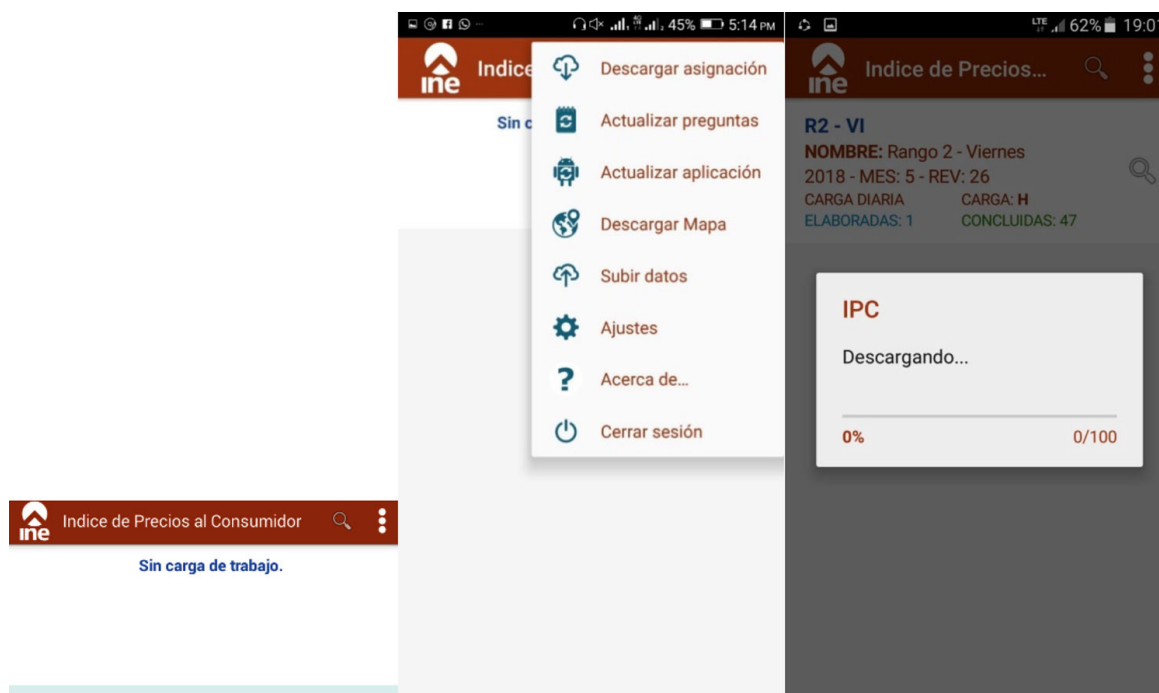 ine
Indice de Precios al Consumidor
Sin carga de trabajo.
45% 5:14 PM
ine
Indice
Sin c
Descargar asignación
Actualizar preguntas
Actualizar aplicación
Descargar Mapa
Subir datos
Ajustes
? Acerca de...
Cerrar sesión
LTE 62% 19:01
ine
Indice de Precios...
R2 - VI
NOMBRE: Rango 2 - Viernes
2018 - MES: 5 - REV: 26
CARGA DIARIA CARGA: H
ELABORADAS: 1 CONCLUIDAS: 47
IPC
Descargando...
0% 0/100